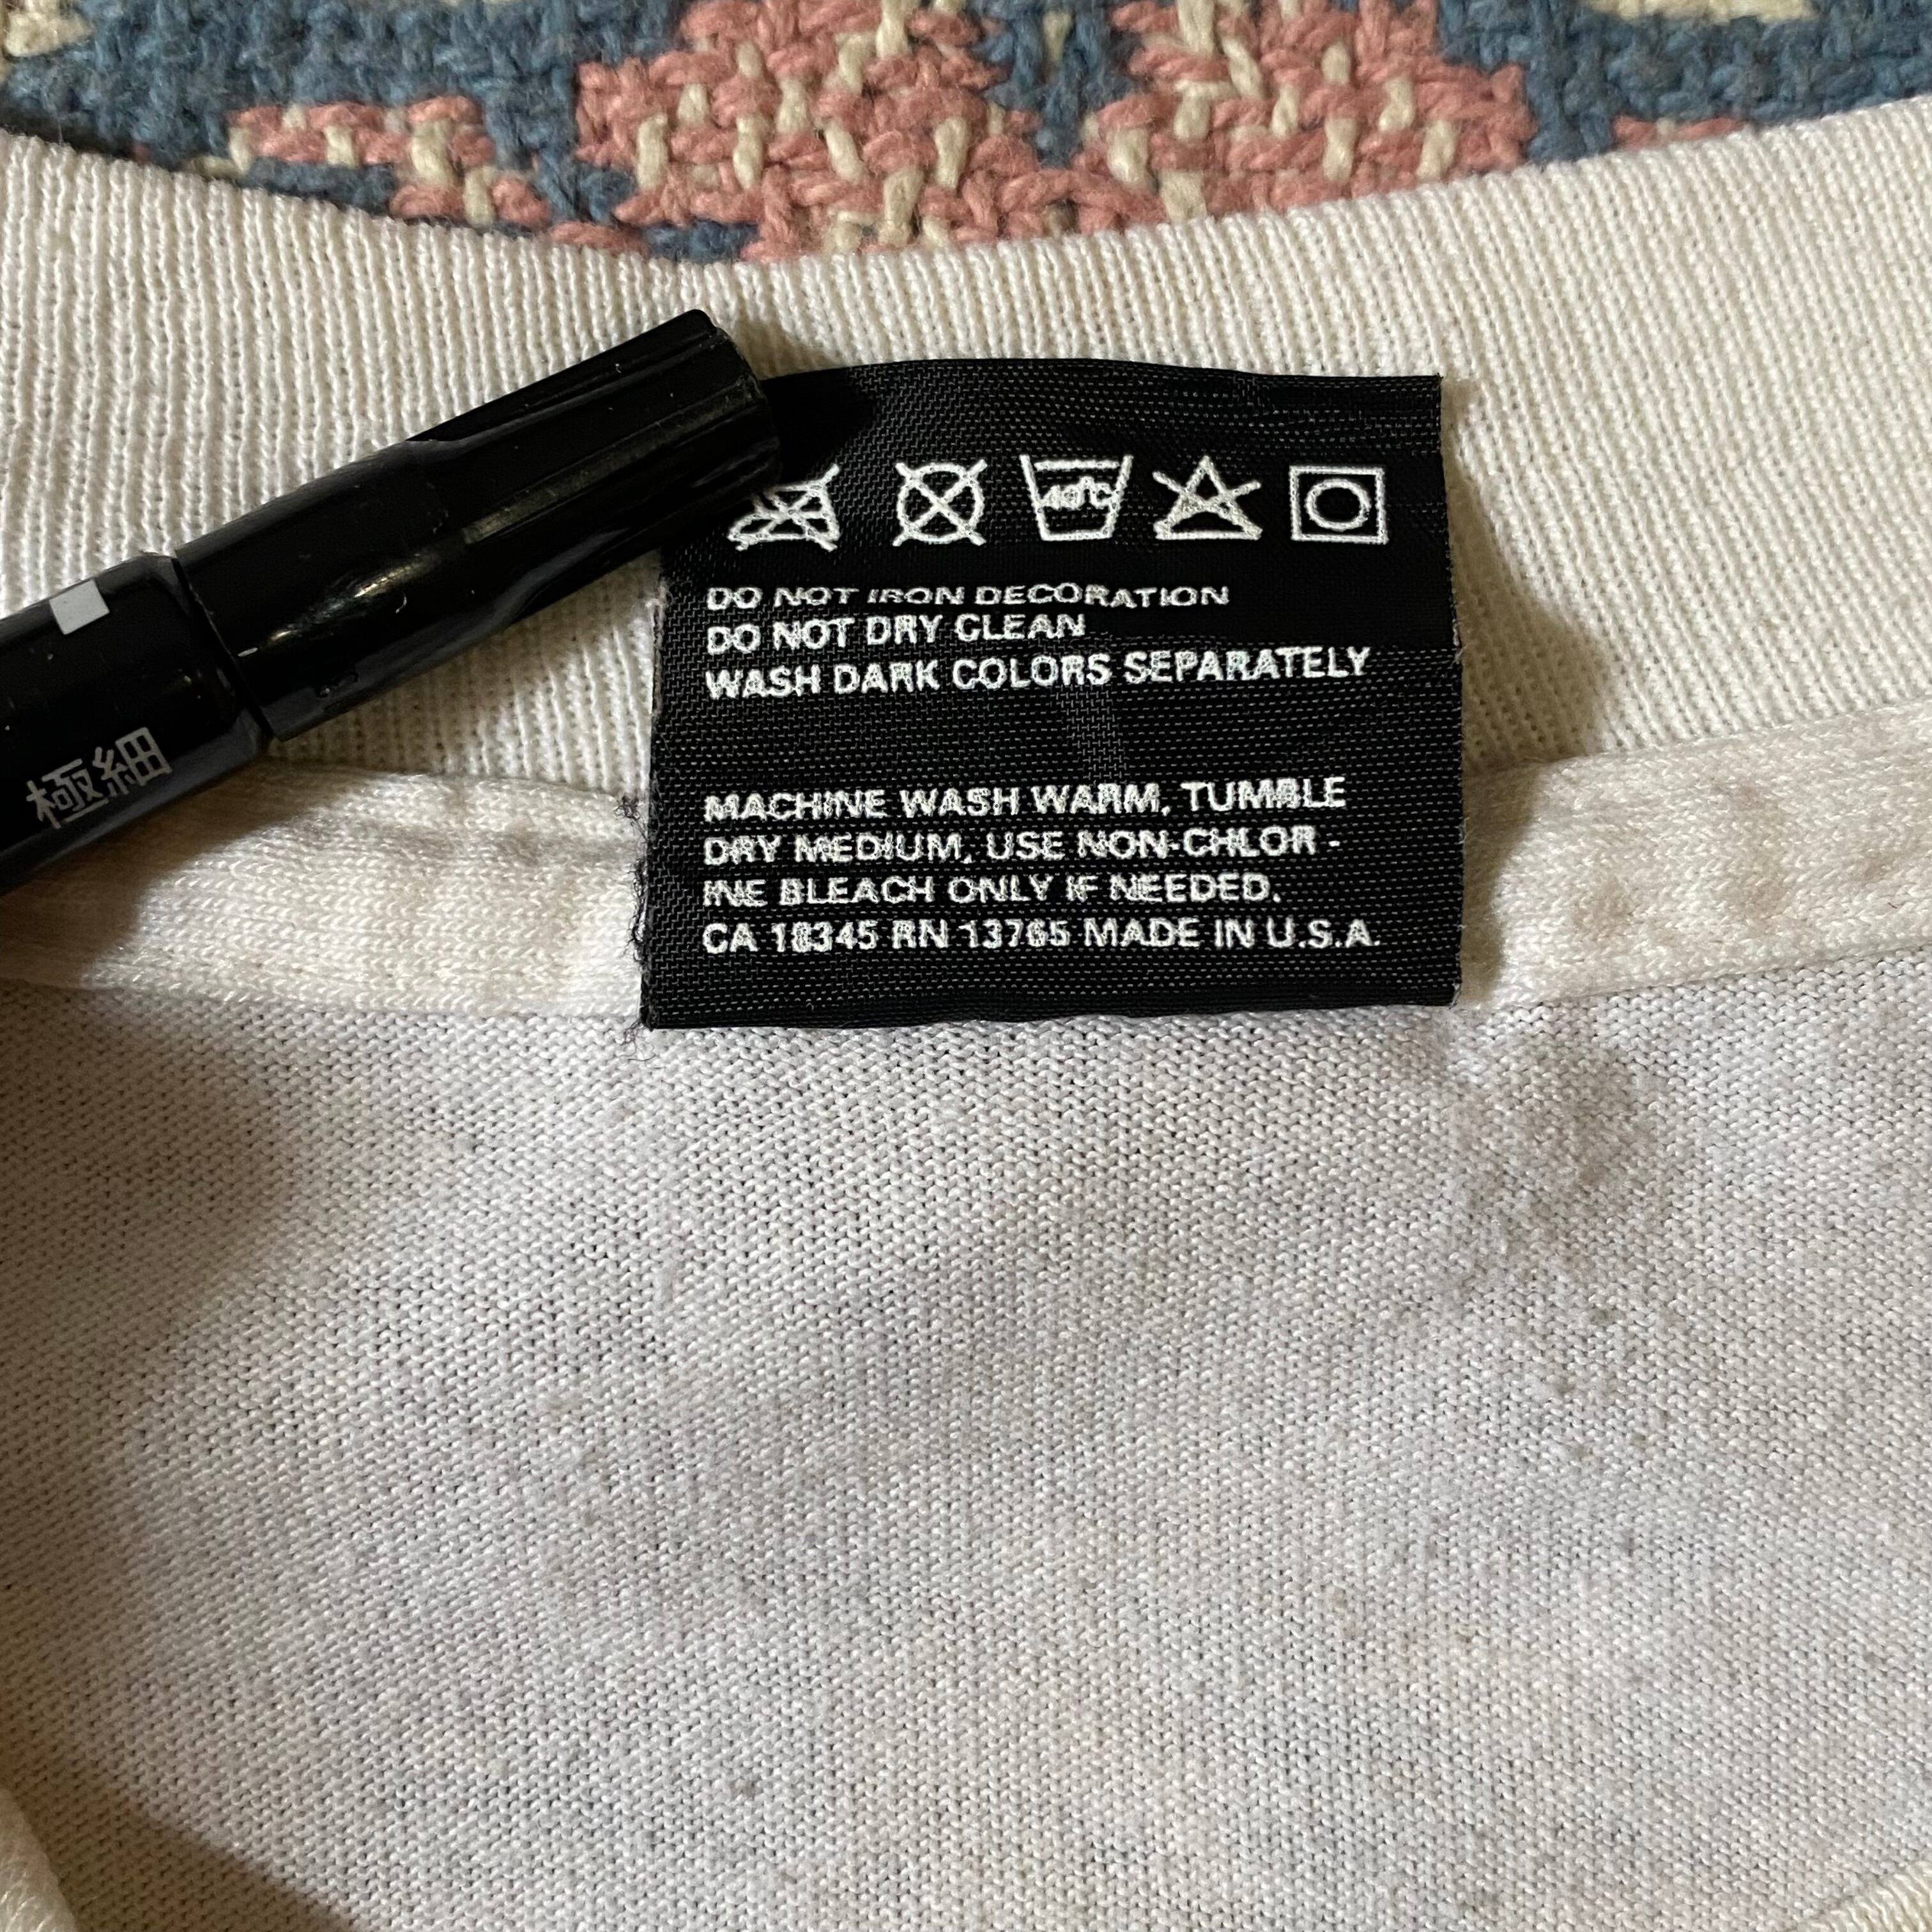 40°C
DO NOT IRON DECORATION
DO NOT DRY CLEAN
WASH DARK COLORS SEPARATELY
MACHINE WASH WARM, TUMBLE
DRY MEDIUM, USE NON-CHLOR -
INE BLEACH ONLY IF NEEDED.
CA 18345 RN 13765 MADE IN U.S.A.
極細